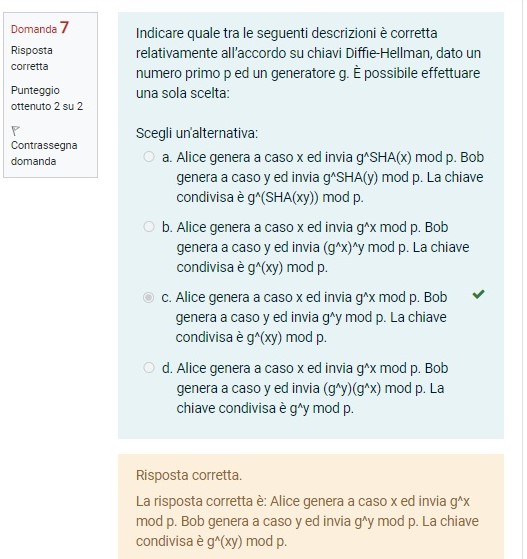 Domanda 7
Risposta
corretta
Punteggio
ottenuto 2 su 2
Contrassegna
domanda
Indicare quale tra le seguenti descrizioni è corretta
relativamente all'accordo su chiavi Diffie-Hellman, dato un
numero primo p ed un generatore g. È possibile effettuare
una sola scelta:
Scegli un'alternativa:
a. Alice genera a caso x ed invia g^SHA(x) mod p. Bob
genera a caso y ed invia g^SHA(y) mod p. La chiave
condivisa è g^(SHA(xy)) mod p.
b. Alice genera a caso x ed invia g^x mod p. Bob
genera a caso y ed invia (g^x)^y mod p. La chiave
condivisa è g^(xy) mod p.
c. Alice genera a caso x ed invia g^x mod p. Bob
genera a caso y ed invia g^y mod p. La chiave
condivisa è g^(xy) mod p.
d. Alice genera a caso x ed invia g^x mod p. Bob
genera a caso y ed invia (g^y)(g^x) mod p. La
chiave condivisa è g^y mod p.
Risposta corretta.
La risposta corretta è: Alice genera a caso x ed invia g^x
mod p. Bob genera a caso y ed invia g^y mod p. La chiave
condivisa è g^(xy) mod p.